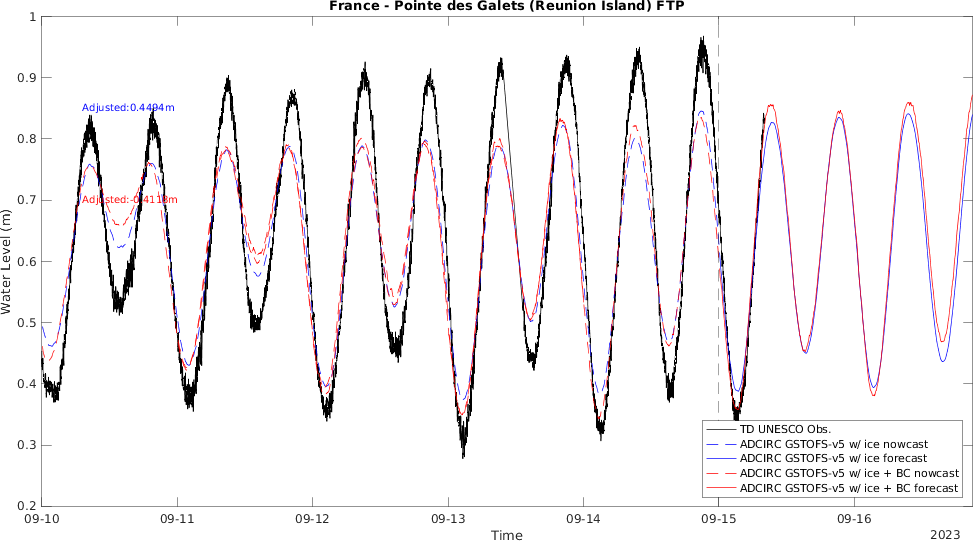 France - Pointe des Galets (Reunion Island) FTP
Water Level (m)
1
0.9
0.8
0.7
0.6
0.5
0.4
0.3
0.2
Adjusted:0.4494m
TD UNESCO Obs.
ADCIRC GSTOFS-v5 w/ ice nowcast
ADCIRC GSTOFS-v5 w/ ice forecast
ADCIRC GSTOFS-v5 w/ ice + BC nowcast
ADCIRC GSTOFS-v5 w/ ice + BC forecast
09-10
09-11
09-12
09-13
09-14
09-15
09-16
Time
2023